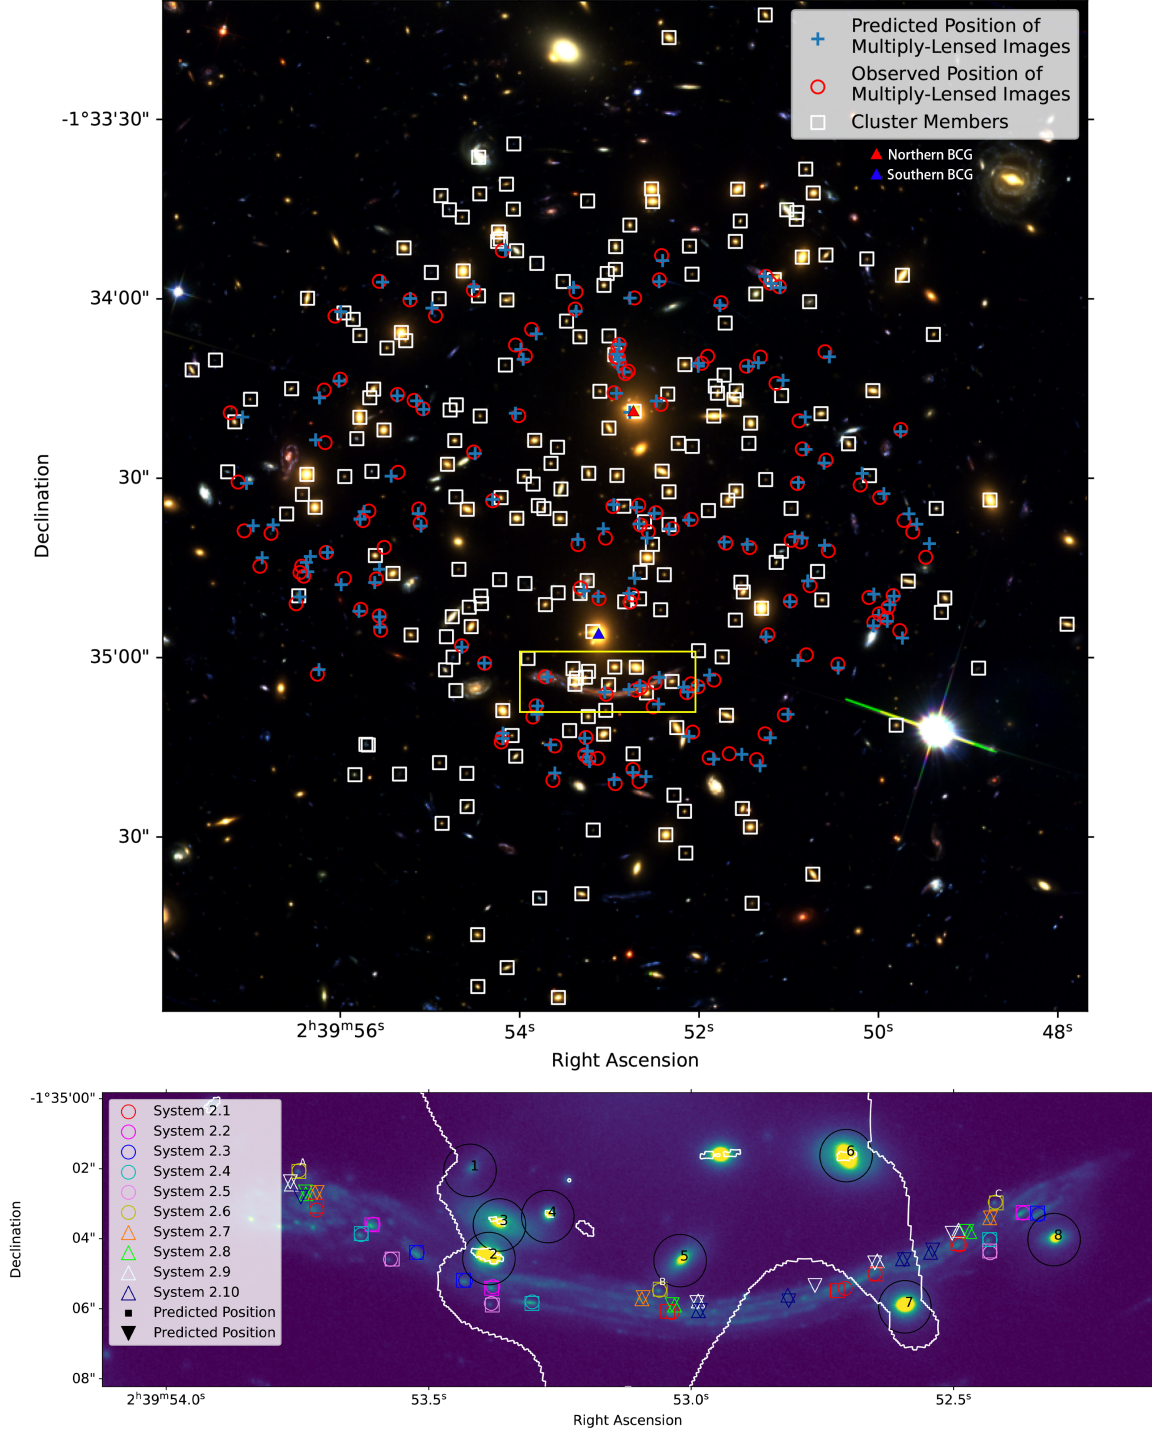 Predicted Position of
Multiply-Lensed Images
Observed Position of
Multiply-Lensed Images
Cluster Members
Northern BCG
Southern BCG
-1°33'30"
34'00"
30"
35'00"
30"
Declination
2ʰ39ᵐ56ˢ
54ˢ
52ˢ
50ˢ
48ˢ
Right Ascension
-1°35'00"
02"
04"
06"
08"
Declination
System 2.1
System 2.2
System 2.3
System 2.4
System 2.5
System 2.6
System 2.7
System 2.8
System 2.9
System 2.10
Predicted Position
Predicted Position
A
1
3
4
2
5
B
6
C
8
7
2ʰ39ᵐ54.0ˢ
53.5ˢ
53.0ˢ
52.5ˢ
Right Ascension